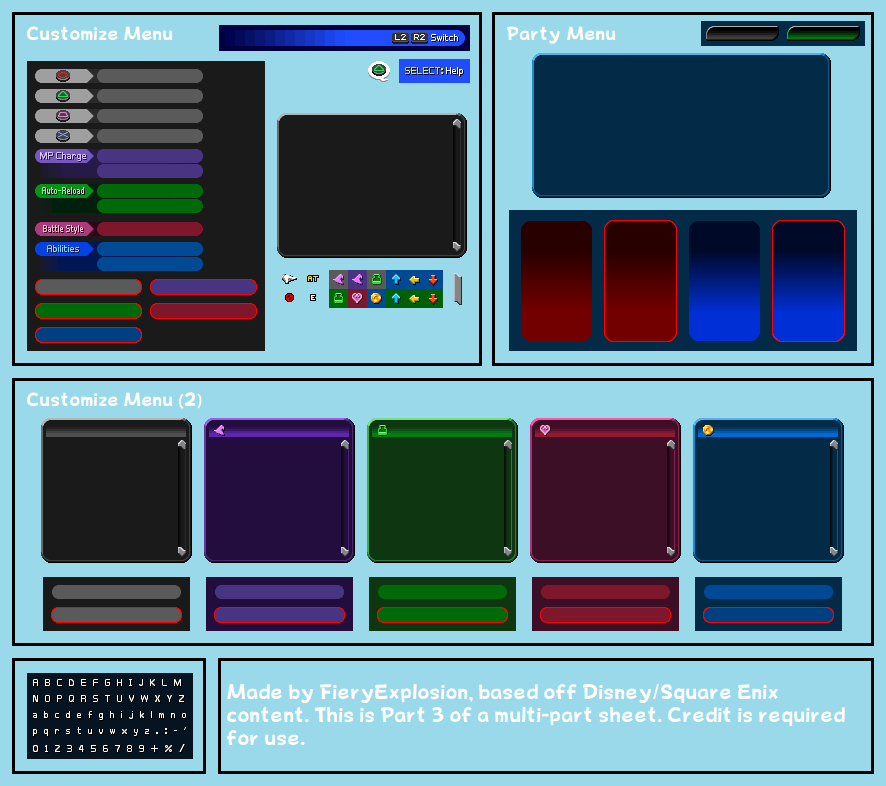 Customize Menu
L2 R2 Switch
SELECT:Help
MP Charge
Auto-Reload
Battle Style
Abilities
AT
E
Party Menu
Customize Menu (2)
A B C D E F G H I J K L M
N O P Q R S T U V W X Y Z
a b c d e f g h i j k l m n o
p q r s t u v w x y z . : - '
0 1 2 3 4 5 6 7 8 9 + % /
Made by FieryExplosion, based off Disney/Square Enix
content. This is Part 3 of a multi-part sheet. Credit is required
for use.